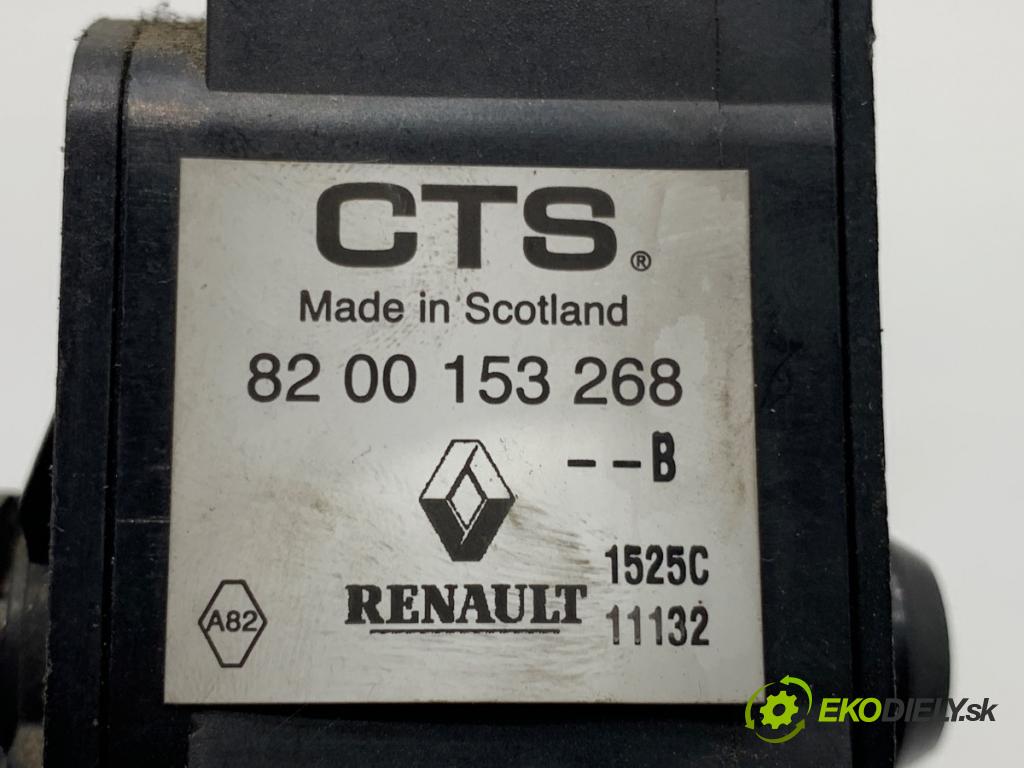 CTS®
Made in Scotland
82 00 153 268
--B
RENAULT
1525C
11132
A82
EKODIELY.sk